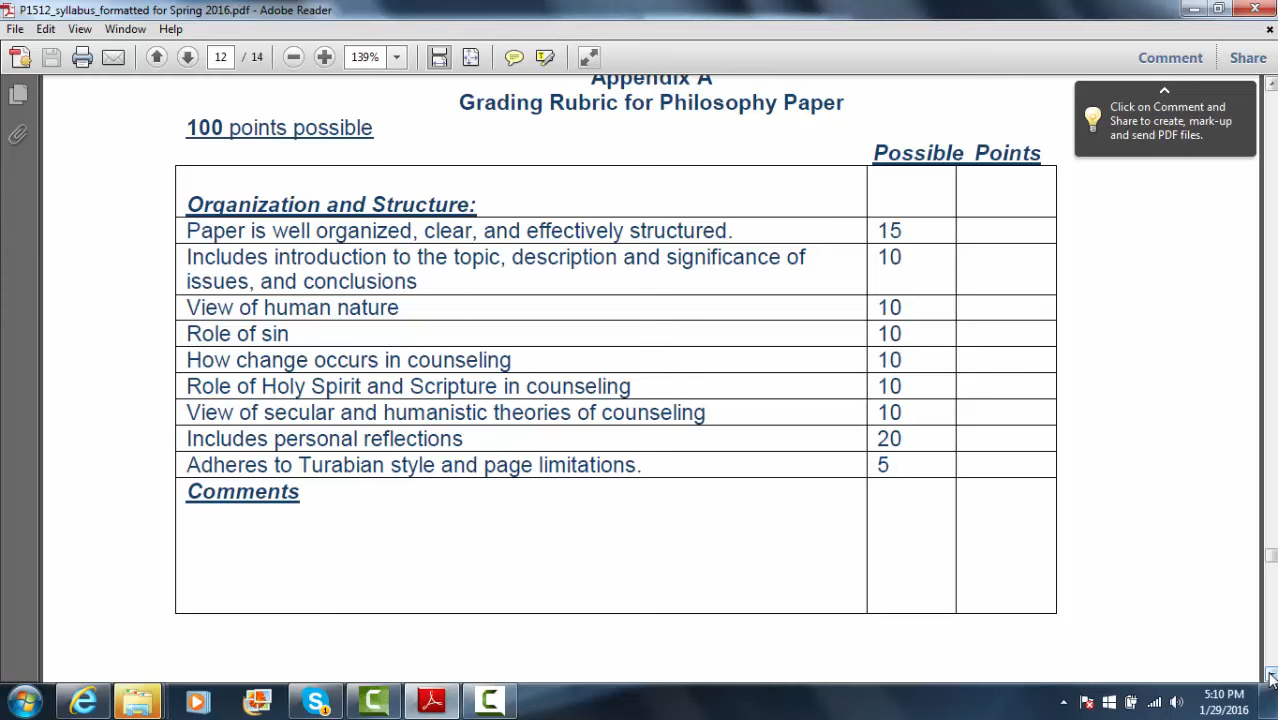 P1512_syllabus_formatted for Spring 2016.pdf - Adobe Reader
File Edit View Window Help
12 / 14 139% Comment Share
Click on Comment and
Share to create, mark-up
and send PDF files.
Appendix A
Grading Rubric for Philosophy Paper
100 points possible
Possible Points
Organization and Structure:
Paper is well organized, clear, and effectively structured. 15
Includes introduction to the topic, description and significance of 10
issues, and conclusions
View of human nature 10
Role of sin 10
How change occurs in counseling 10
Role of Holy Spirit and Scripture in counseling 10
View of secular and humanistic theories of counseling 10
Includes personal reflections 20
Adheres to Turabian style and page limitations. 5
Comments
5:10 PM
1/29/2016